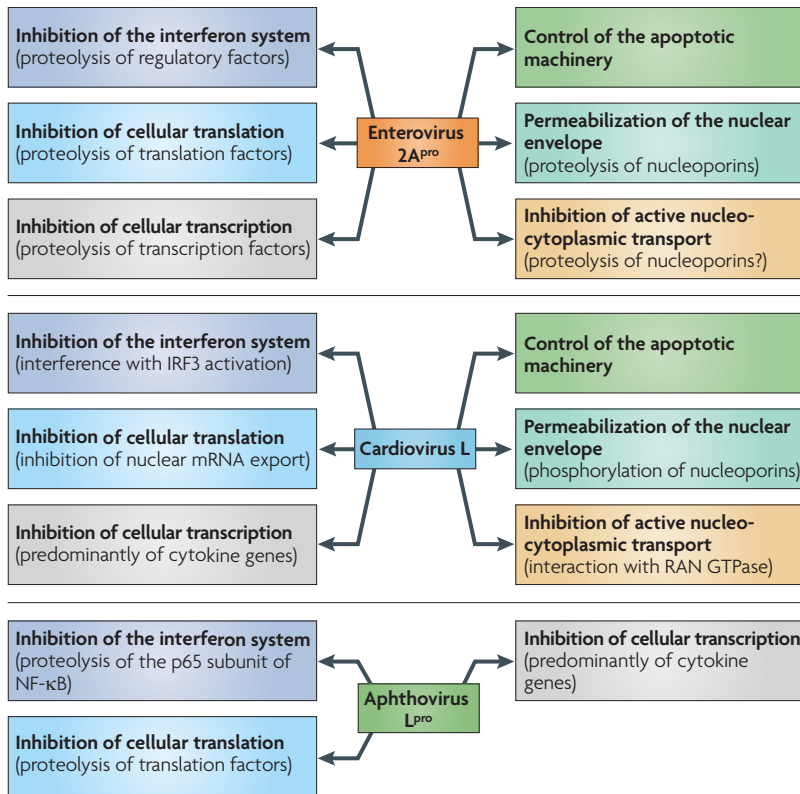 Inhibition of the interferon system
(proteolysis of regulatory factors)
Inhibition of cellular translation
(proteolysis of translation factors)
Inhibition of cellular transcription
(proteolysis of transcription factors)
Enterovirus
2Apro
Control of the apoptotic
machinery
Permeabilization of the nuclear
envelope
(proteolysis of nucleoporins)
Inhibition of active nucleo-
cytoplasmic transport
(proteolysis of nucleoporins?)
Inhibition of the interferon system
(interference with IRF3 activation)
Inhibition of cellular translation
(inhibition of nuclear mRNA export)
Inhibition of cellular transcription
(predominantly of cytokine genes)
Cardiovirus L
Control of the apoptotic
machinery
Permeabilization of the nuclear
envelope
(phosphorylation of nucleoporins)
Inhibition of active nucleo-
cytoplasmic transport
(interaction with RAN GTPase)
Inhibition of the interferon system
(proteolysis of the p65 subunit of
NF-κB)
Inhibition of cellular translation
(proteolysis of translation factors)
Aphthovirus
Lpro
Inhibition of cellular transcription
(predominantly of cytokine
genes)